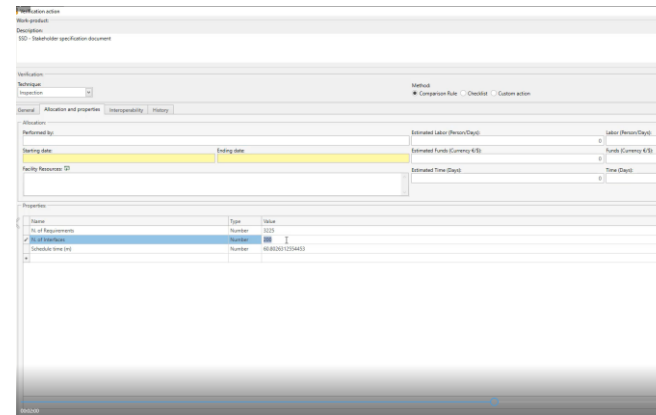 Verification action
Work-product:
Description:
SSD - Stakeholder specification document
Verification:
Technique:
Inspection
Method:
Comparison Rule Checklist Custom action
General Allocation and properties Interoperability History
Allocation
Performed by:
Estimated Labor (Person/Days):
Labor (Person/Days):
0
Starting date:
Ending date:
Estimated Funds (Currency €/$):
Funds (Currency €/$):
0
Facility Resources:
Estimated Time (Days):
Time (Days):
0
Properties
Name Type Value
N. of Requirements Number 3225
N. of Interfaces Number 200
Schedule time (m) Number